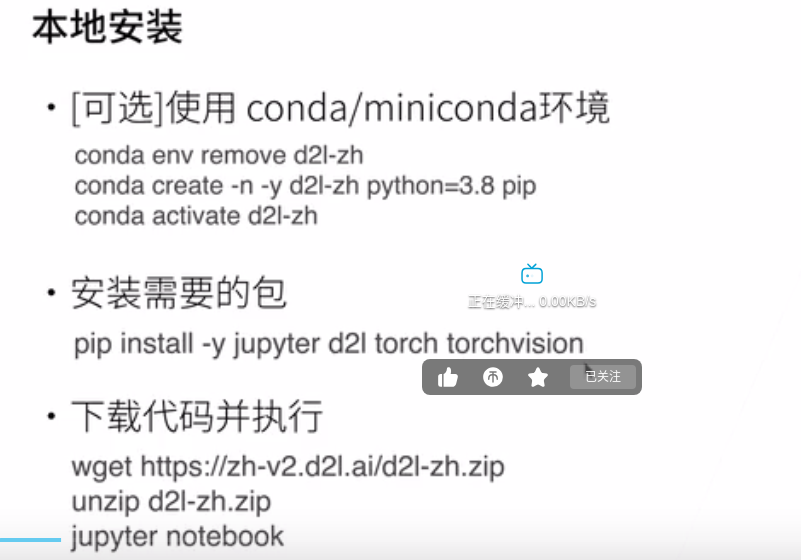 本地安装
• [可选]使用 conda/miniconda环境
conda env remove d2l-zh
conda create -n -y d2l-zh python=3.8 pip
conda activate d2l-zh
正在缓冲... 0.00KB/s
• 安装需要的包
pip install -y jupyter d2l torch torchvision
已关注
• 下载代码并执行
wget https://zh-v2.d2l.ai/d2l-zh.zip
unzip d2l-zh.zip
jupyter notebook